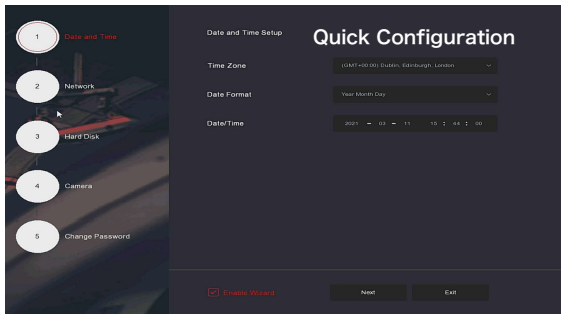 1 Date and Time
2 Network
3 Hard Disk
4 Camera
5 Change Password
Date and Time Setup
Quick Configuration
Time Zone (GMT+00:00) Dublin, Edinburgh, London
Date Format Year Month Day
Date/Time 2021 - 03 - 11 15 : 44 : 00
Enable Wizard Next Exit